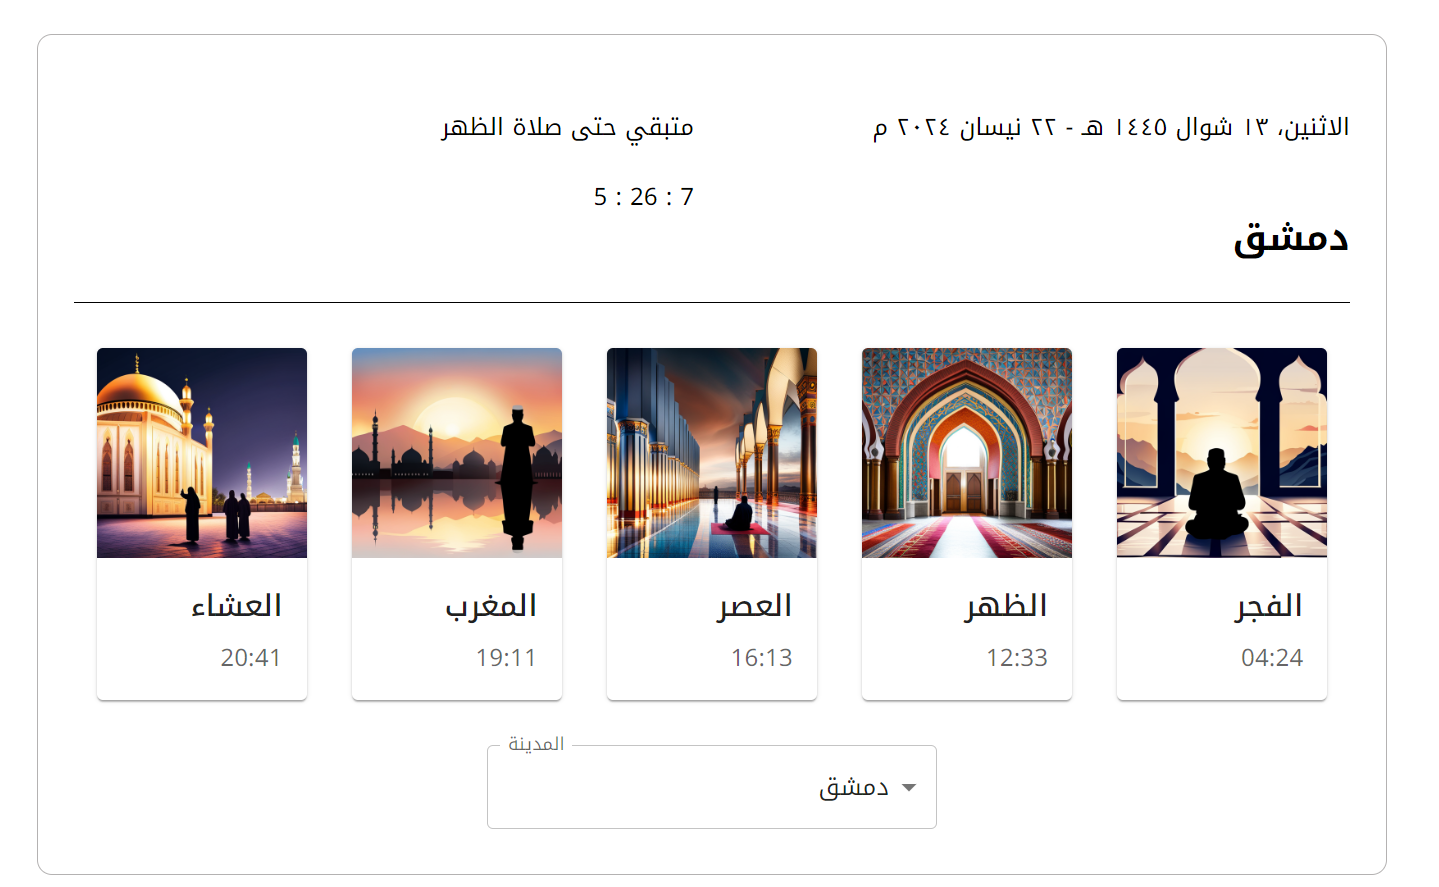 الاثنين، ١٣ شوال ١٤٤٥ هـ - ٢٢ نيسان ٢٠٢٤ م
دمشق
متبقي حتى صلاة الظهر
5 : 26 : 7
الفجر
04:24
الظهر
12:33
العصر
16:13
المغرب
19:11
العشاء
20:41
المدينة
دمشق